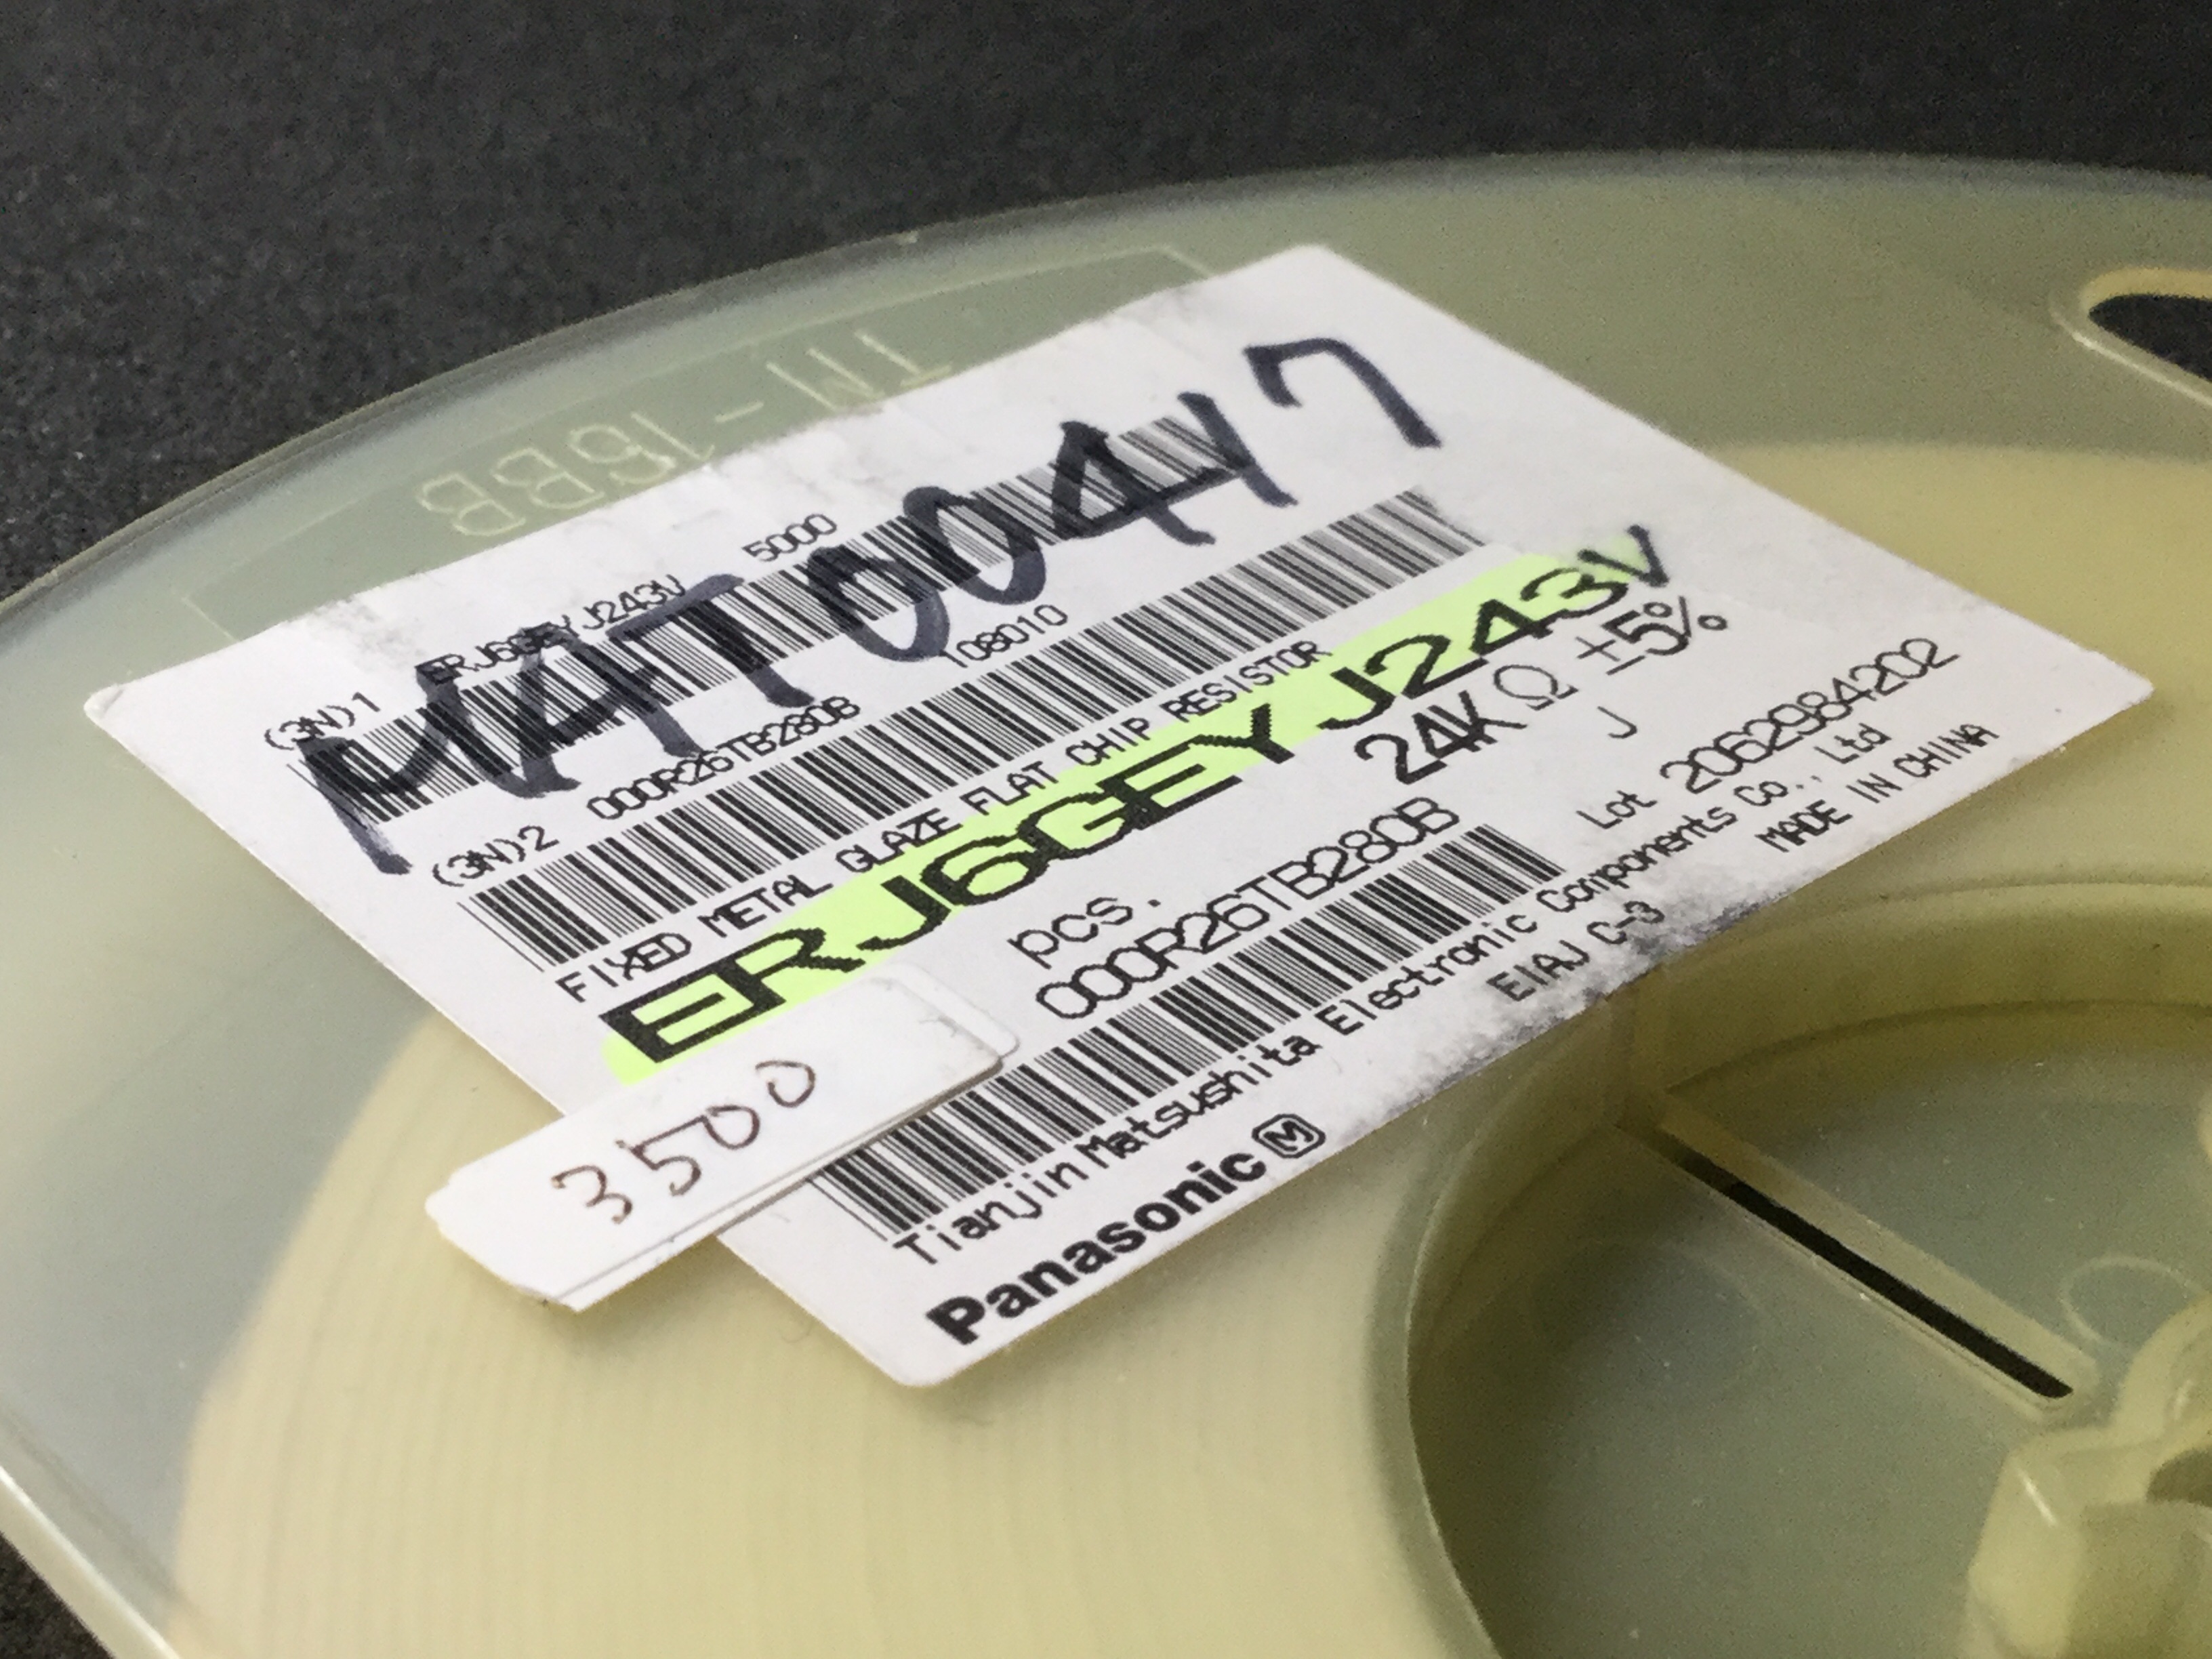 TM-16BB
MAT00417
(3N)1 ERJ6GEYJ243V 5000
(3N)2 000R26TB280B 108010
FIXED METAL GLAZE FLAT CHIP RESISTOR
ERJ6GEYJ243V
24KΩ ±5%
pcs. J
000R26TB280B Lot 2062984202
Tianjin Matsushita Electronic Components Co., Ltd
EIAJ C-3 MADE IN CHINA
Panasonic M
3500